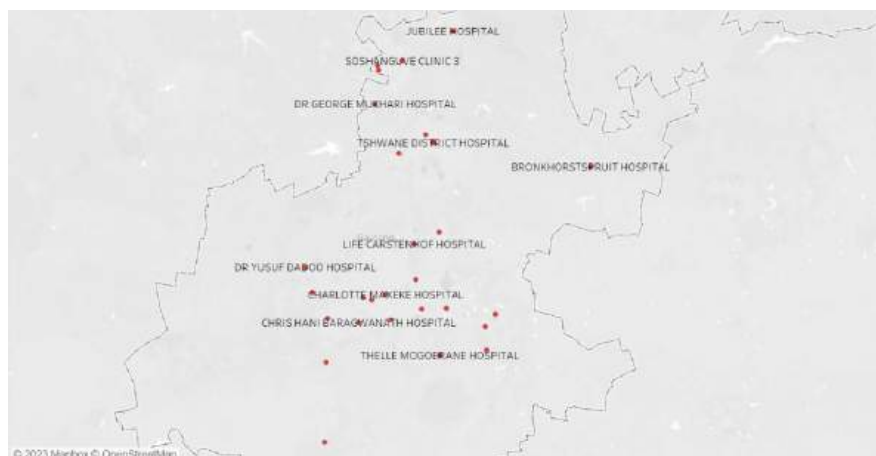 JUBILEE HOSPITAL
SOSHANGUVE CLINIC 3
DR GEORGE MUKHARI HOSPITAL
TSHWANE DISTRICT HOSPITAL
BRONKHORSTSPRUIT HOSPITAL
LIFE CARSTENHOF HOSPITAL
DR YUSUF DADOO HOSPITAL
CHARLOTTE MAXEKE HOSPITAL
CHRIS HANI BARAGWANATH HOSPITAL
THELLE MOGOERANE HOSPITAL
© 2023 Mapbox © OpenStreetMap